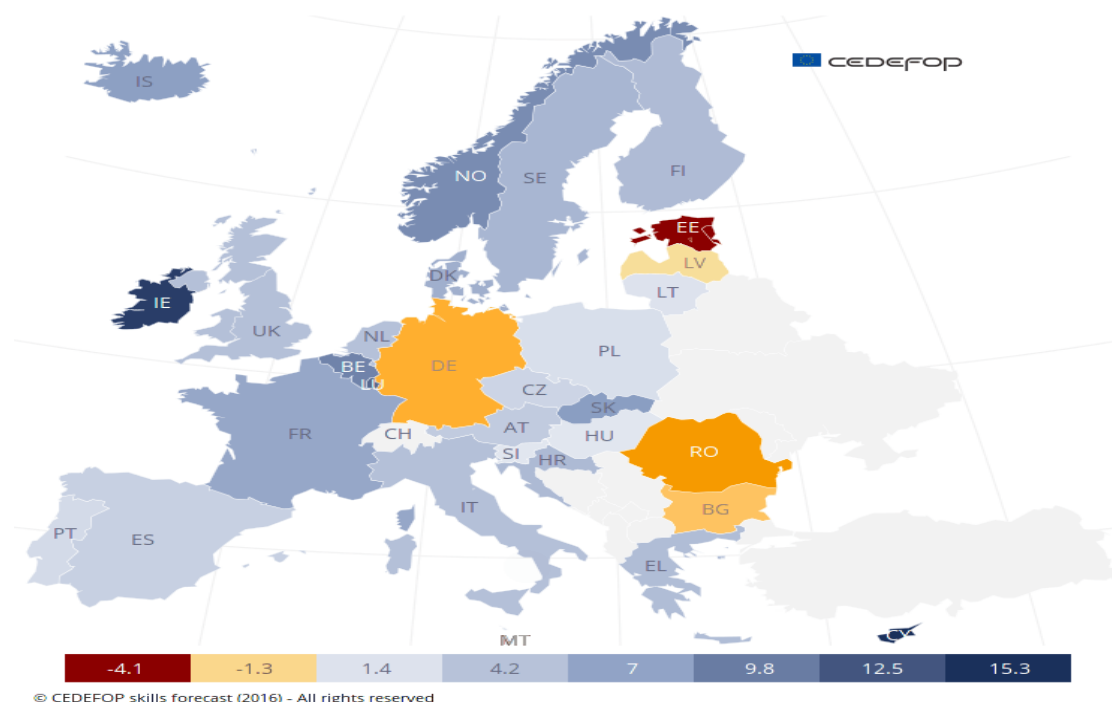 CEDEFOP
IS
NO
SE
FI
EE
LV
DK
LT
IE
UK
NL
PL
BE
DE
LU
CZ
SK
FR
CH
AT
HU
SI
HR
RO
IT
BG
PT
ES
EL
MT
CY
-4.1 -1.3 1.4 4.2 7 9.8 12.5 15.3
© CEDEFOP skills forecast (2016) - All rights reserved